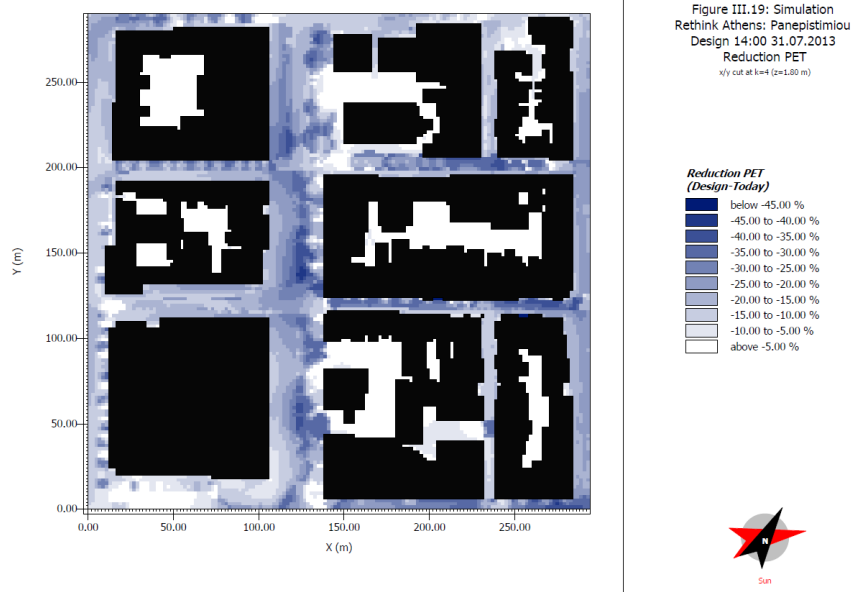 Figure III.19: Simulation
Rethink Athens: Panepistimiou
Design 14:00 31.07.2013
Reduction PET
x/y cut at k=4 (z=1.80 m)
250.00
200.00
150.00
100.00
50.00
0.00
Y (m)
0.00 50.00 100.00 150.00 200.00 250.00
X (m)
Reduction PET
(Design-Today)
below -45.00 %
-45.00 to -40.00 %
-40.00 to -35.00 %
-35.00 to -30.00 %
-30.00 to -25.00 %
-25.00 to -20.00 %
-20.00 to -15.00 %
-15.00 to -10.00 %
-10.00 to -5.00 %
above -5.00 %
N
Sun